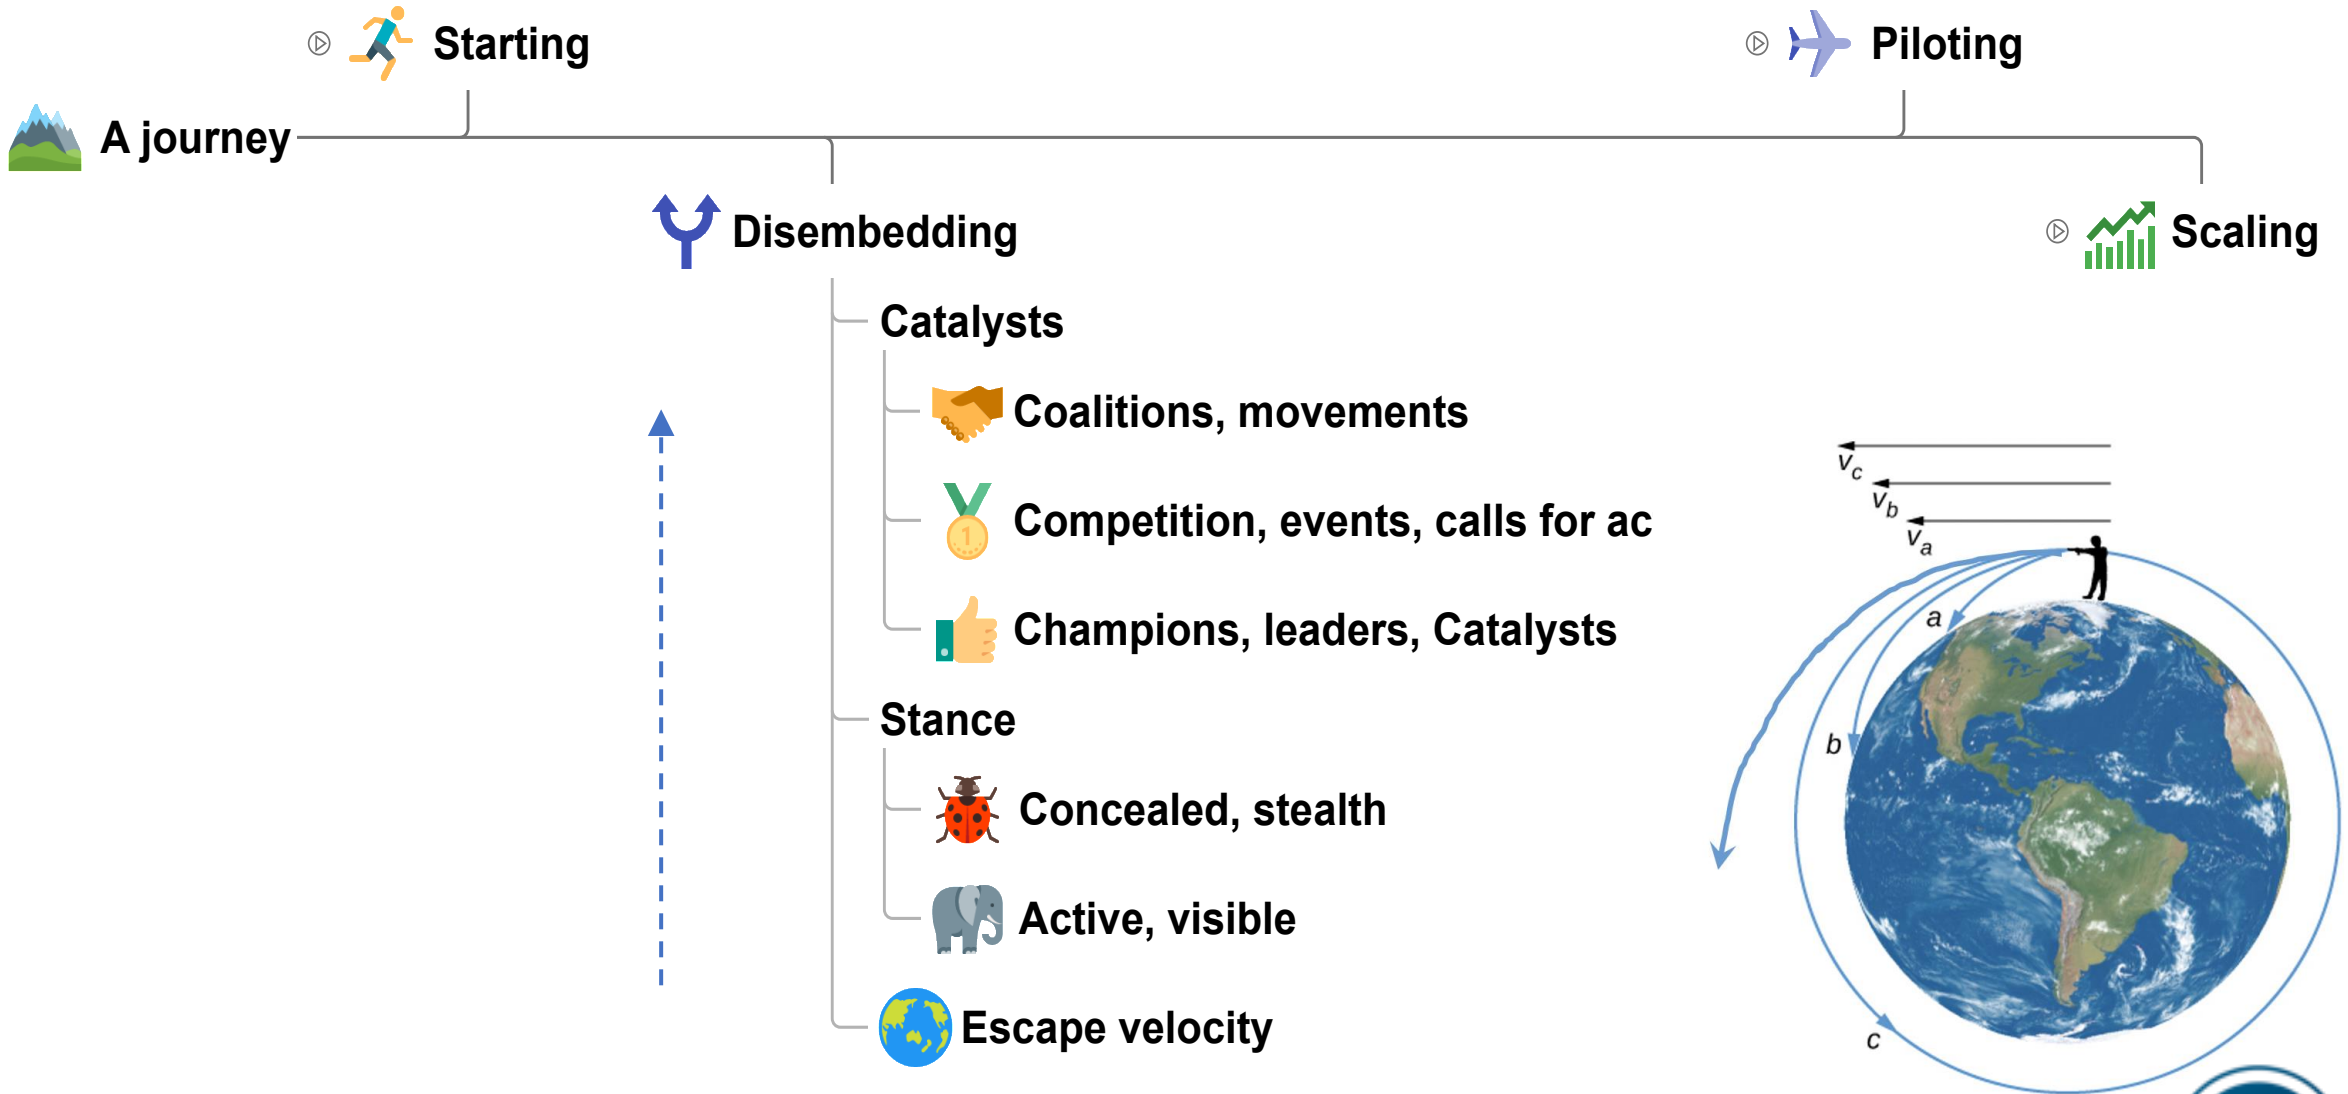 Starting
Piloting
A journey
Disembedding
Scaling
Catalysts
Coalitions, movements
Competition, events, calls for ac
Champions, leaders, Catalysts
Stance
Concealed, stealth
Active, visible
Escape velocity
vc
vb
va
a
b
c
1